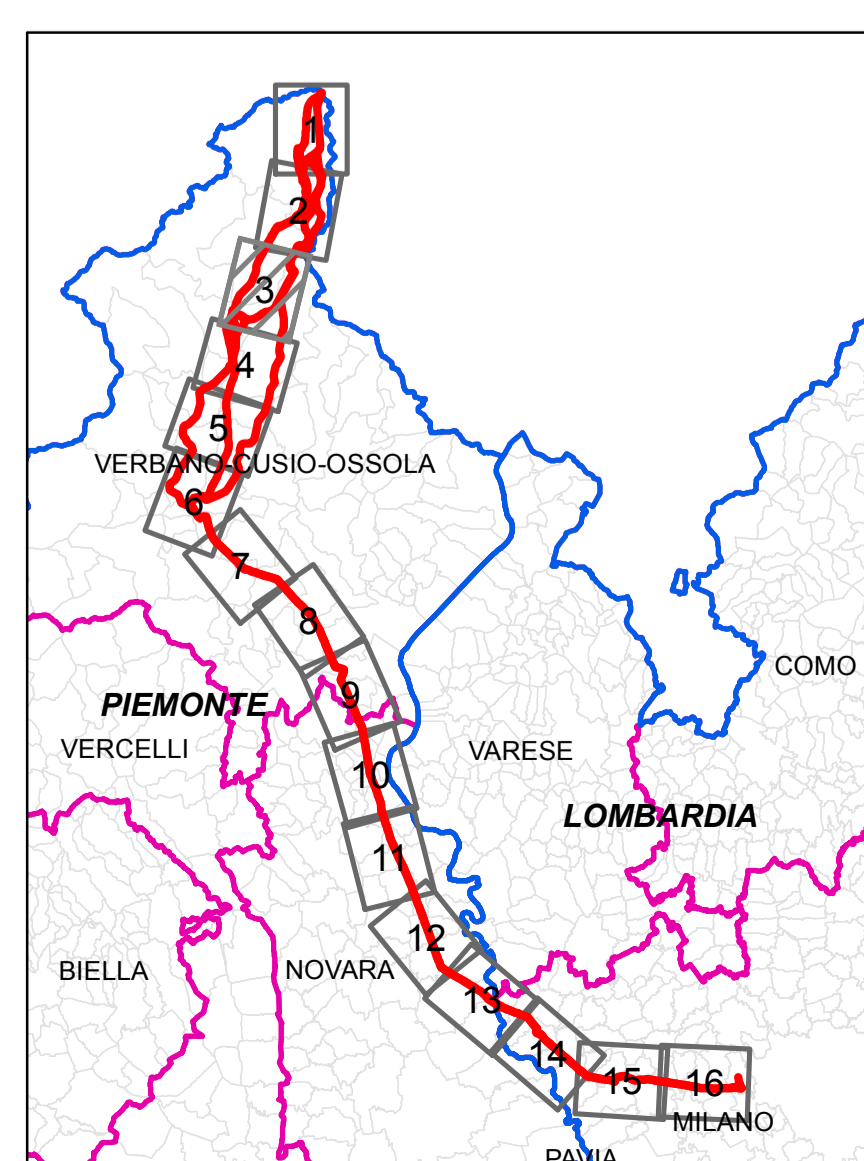 1
2
3
4
5
VERBANO-CUSIO-OSSOLA
6
7
8
COMO
9
PIEMONTE
VERCELLI
VARESE
10
LOMBARDIA
11
12
BIELLA
NOVARA
13
14
15
16
MILANO
PAVIA